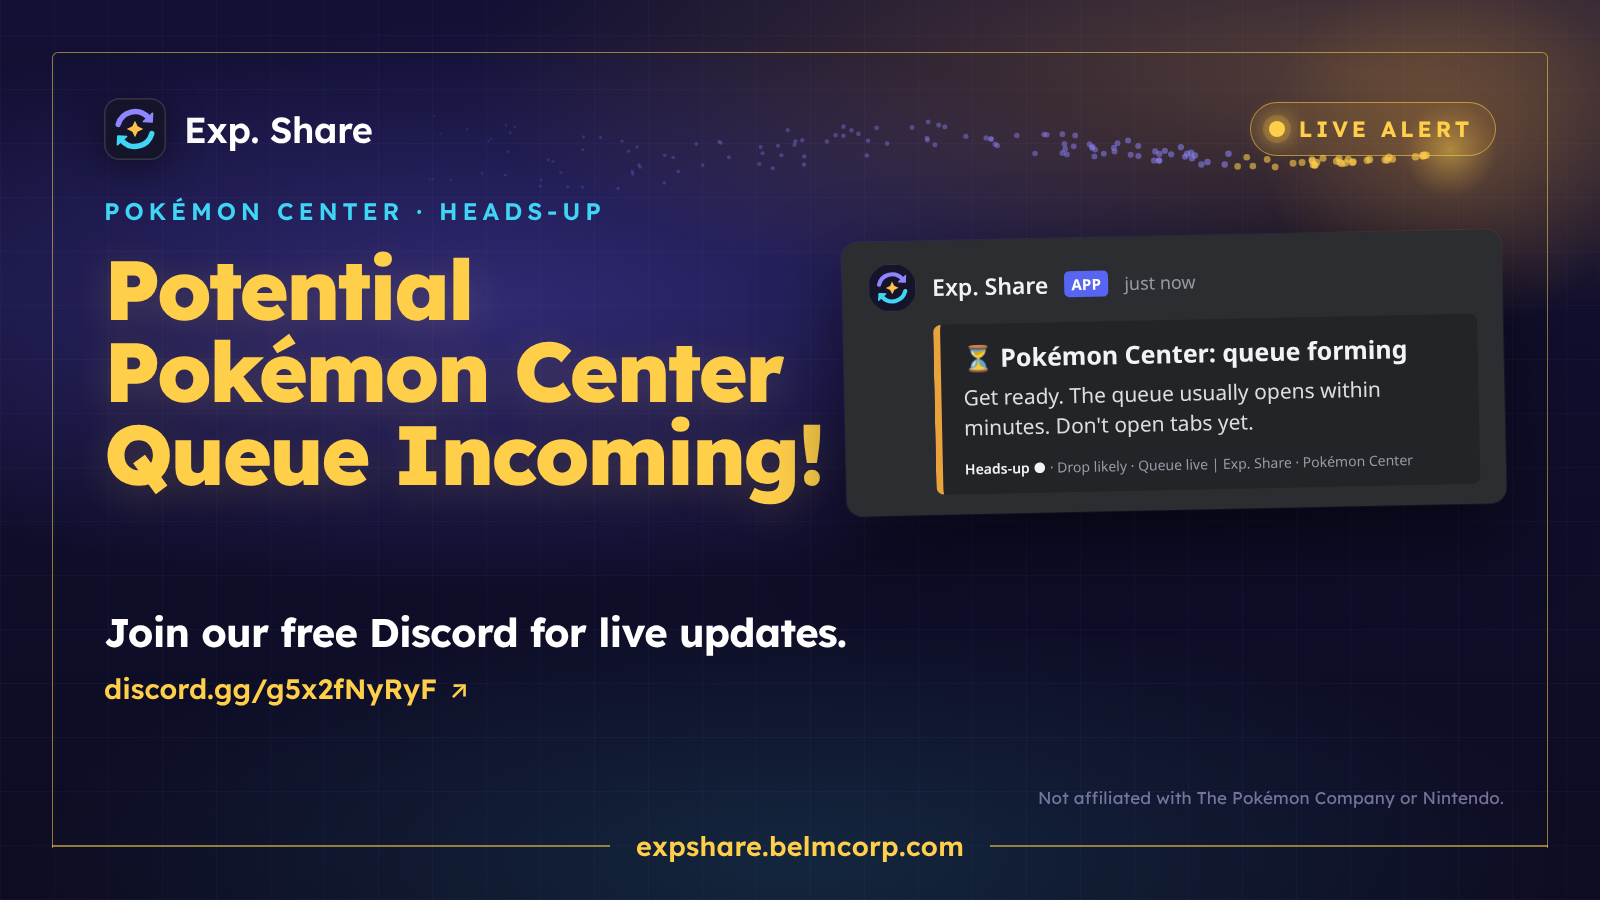 Exp. Share
LIVE ALERT
POKÉMON CENTER · HEADS-UP
Potential
Pokémon Center
Queue Incoming!
Exp. Share APP just now
⏳ Pokémon Center: queue forming
Get ready. The queue usually opens within
minutes. Don't open tabs yet.
Heads-up ● · Drop likely · Queue live | Exp. Share · Pokémon Center
Join our free Discord for live updates.
discord.gg/g5x2fNyRyF ↗
Not affiliated with The Pokémon Company or Nintendo.
expshare.belmcorp.com